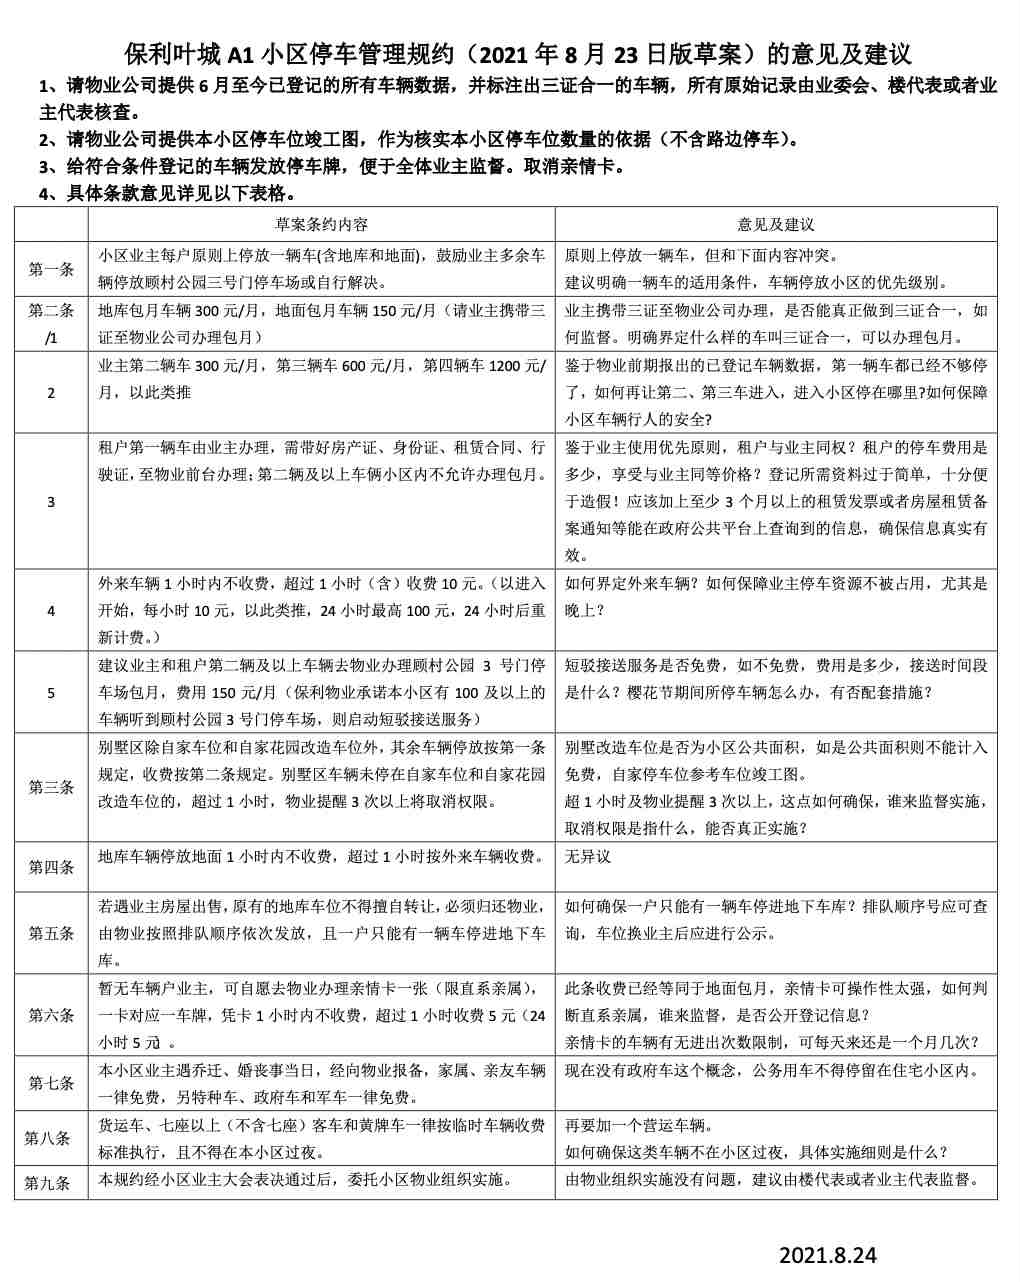 保利叶城 A1 小区停车管理规约（2021 年 8 月 23 日版草案）的意见及建议
1、请物业公司提供 6 月至今已登记的所有车辆数据，并标注出三证合一的车辆，所有原始记录由业委会、楼代表或者业
主代表核查。
2、请物业公司提供本小区停车位竣工图，作为核实本小区停车位数量的依据（不含路边停车）。
3、给符合条件登记的车辆发放停车牌，便于全体业主监督。取消亲情卡。
4、具体条款意见详见以下表格。
草案条约内容
意见及建议
第一条
小区业主每户原则上停放一辆车(含地库和地面)，鼓励业主多余车
辆停放顾村公园三号门停车场或自行解决。
原则上停放一辆车，但和下面内容冲突。
建议明确一辆车的适用条件，车辆停放小区的优先级别。
第二条
/1
地库包月车辆 300 元/月，地面包月车辆 150 元/月（请业主携带三
证至物业公司办理包月）
业主携带三证至物业公司办理，是否能真正做到三证合一，如
何监督。明确界定什么样的车叫三证合一，可以办理包月。
2
业主第二辆车 300 元/月，第三辆车 600 元/月，第四辆车 1200 元/
月，以此类推
鉴于物业前期报出的已登记车辆数据，第一辆车都已经不够停
了，如何再让第二、第三车进入，进入小区停在哪里?如何保障
小区车辆行人的安全?
3
租户第一辆车由业主办理，需带好房产证、身份证、租赁合同、行
驶证，至物业前台办理；第二辆及以上车俩小区内不允许办理包月。
鉴于业主使用优先原则，租户与业主同权？租户的停车费用是
多少，享受与业主同等价格？登记所需资料过于简单，十分便
于造假！应该加上至少 3 个月以上的租赁发票或者房屋租赁备
案通知等能在政府公共平台上查询到的信息，确保信息真实有
效。
4
外来车辆 1 小时内不收费，超过 1 小时（含）收费 10 元。（以进入
开始，每小时 10 元，以此类推，24 小时最高 100 元，24 小时后重
新计费。）
如何界定外来车辆？如何保障业主停车资源不被占用，尤其是
晚上？
5
建议业主和租户第二辆及以上车辆去物业办理顾村公园 3 号门停
车场包月，费用 150 元/月（保利物业承诺本小区有 100 及以上的
车辆听到顾村公园 3 号门停车场，则启动短驳接送服务）
短驳接送服务是否免费，如不免费，费用是多少，接送时间段
是什么？樱花节期间所停车辆怎么办，有否配套措施？
第三条
别墅区除自家车位和自家花园改造车位外，其余车辆停放按第一条
规定，收费按第二条规定。别墅区车辆未停在自家车位和自家花园
改造车位的，超过 1 小时，物业提醒 3 次以上将取消权限。
别墅改造车位是否为小区公共面积，如是公共面积则不能计入
免费，自家停车位参考车位竣工图。
超 1 小时及物业提醒 3 次以上，这点如何确保，谁来监督实施，
取消权限是指什么，能否真正实施？
第四条
地库车辆停放地面 1 小时内不收费，超过 1 小时按外来车辆收费。
无异议
第五条
若遇业主房屋出售，原有的地库车位不得擅自转让，必须归还物业，
由物业按照排队顺序依次发放，且一户只能有一辆车停进地下车
库。
如何确保一户只能有一辆车停进地下车库？排队顺序号应可查
询，车位换业主后应进行公示。
第六条
暂无车辆户业主，可自愿去物业办理亲情卡一张（限直系亲属），
一卡对应一车牌，凭卡 1 小时内不收费，超过 1 小时收费 5 元（24
小时 5 元）。
此条收费已经等同于地面包月，亲情卡可操作性太强，如何判
断直系亲属，谁来监督，是否公开登记信息？
亲情卡的车辆有无进出次数限制，可每天来还是一个月几次？
第七条
本小区业主遇乔迁、婚丧事当日，经向物业报备，家属、亲友车辆
一律免费，另特种车、政府车和军车一律免费。
现在没有政府车这个概念，公务用车不得停留在住宅小区内。
第八条
货运车、七座以上（不含七座）客车和黄牌车一律按临时车辆收费
标准执行，且不得在本小区过夜。
再要加一个营运车辆。
如何确保这类车辆不在小区过夜，具体实施细则是什么？
第九条
本规约经小区业主大会表决通过后，委托小区物业组织实施。
由物业组织实施没有问题，建议由楼代表或者业主代表监督。
2021.8.24